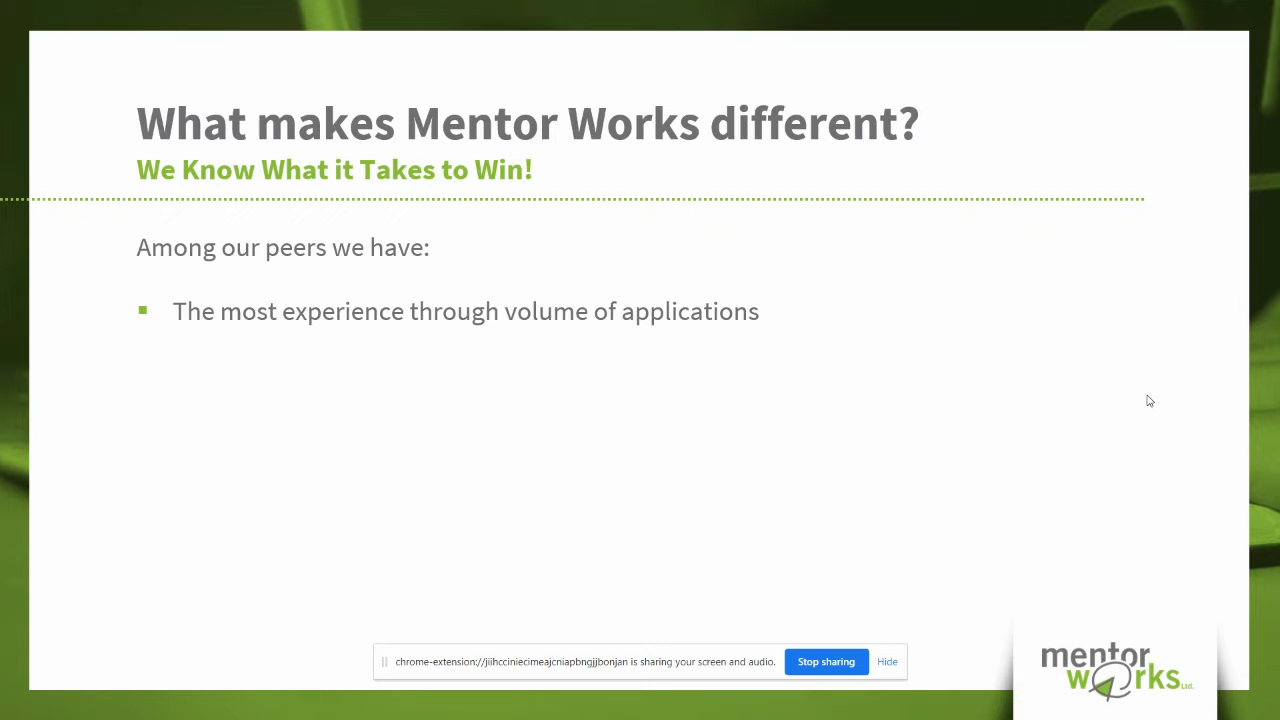 What makes Mentor Works different?
We Know What it Takes to Win!
Among our peers we have:
The most experience through volume of applications
chrome-extension://jiihcciniecimeajcniapbngjjbonjan is sharing your screen and audio. Stop sharing Hide
mentor
works Ltd.